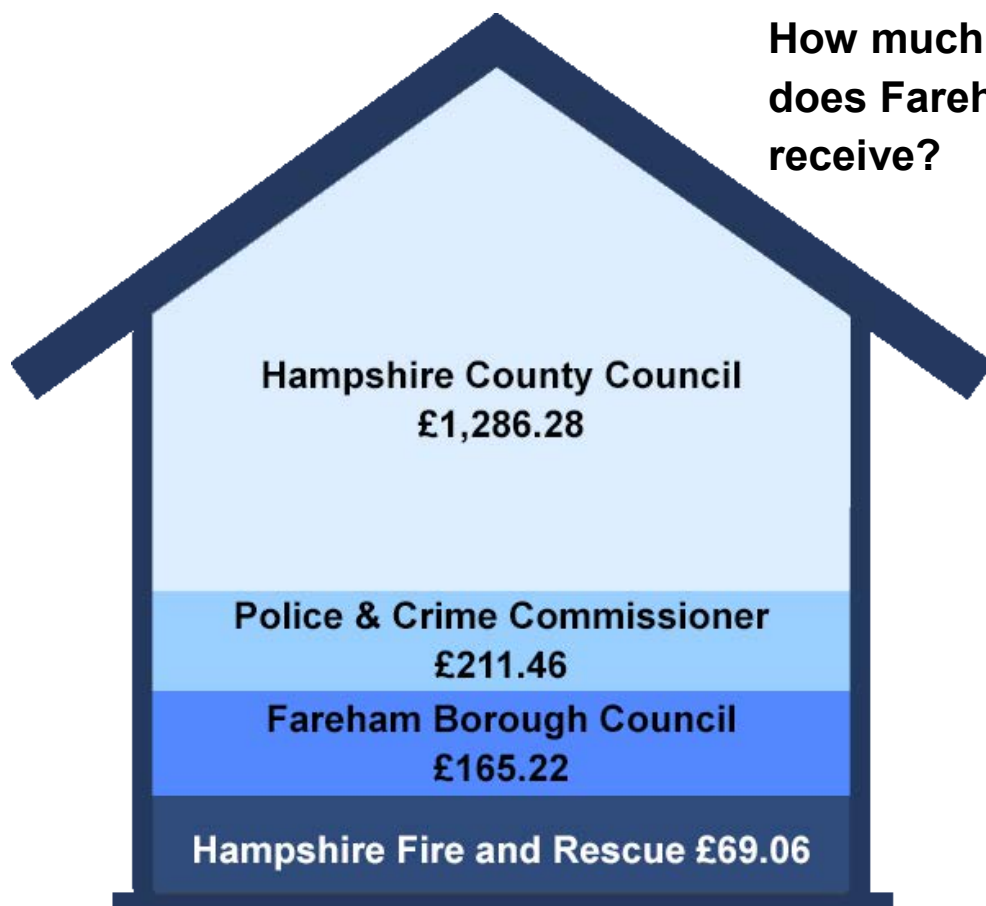 How much
does
receive?
Hampshire County Council
£1,286.28
Police & Crime Commissioner
£211.46
Fareham Borough Council
£165.22
Hampshire Fire and Rescue £69.06